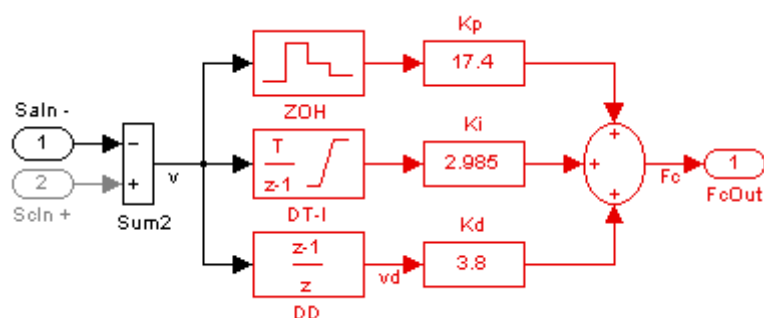 Kp
17.4
ZOH
SaIn -
1
−
2
+
ScIn +
v
Sum2
T
z-1
DT-I
Ki
2.985
+
+
+
Fc
1
FcOut
z-1
z
DD
vd
Kd
3.8